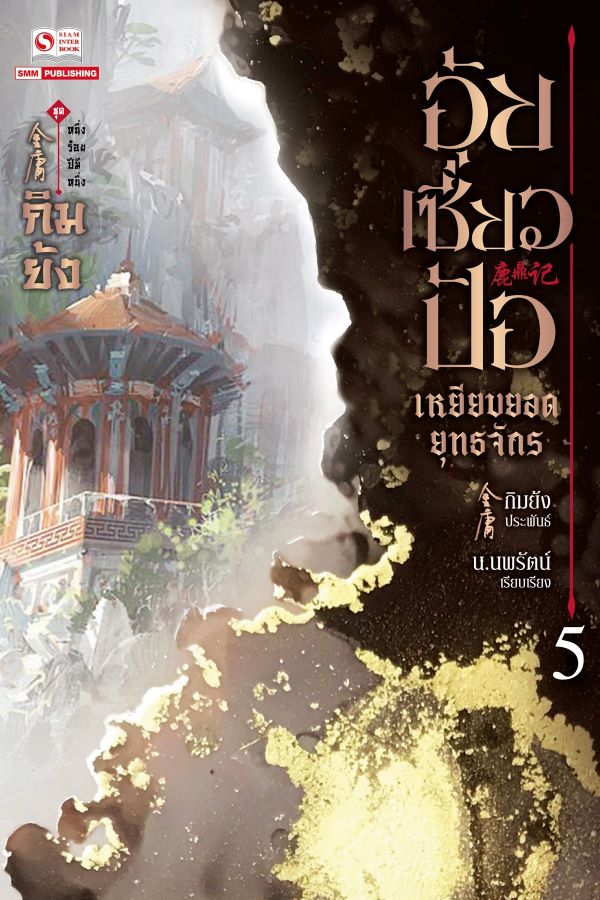 SIAM
INTER
BOOK
SMM PUBLISHING
ชุด
หนึ่ง
ร้อย
ปีมี
หนึ่ง
金庸
กิม
ยัง
อุ้ย
เซี่ยว
ป้อ
鹿鼎记
เหยียบยอด
ยุทธจักร
金庸
กิมย้ง
ประพันธ์
น.นพรัตน์
เรียบเรียง
5